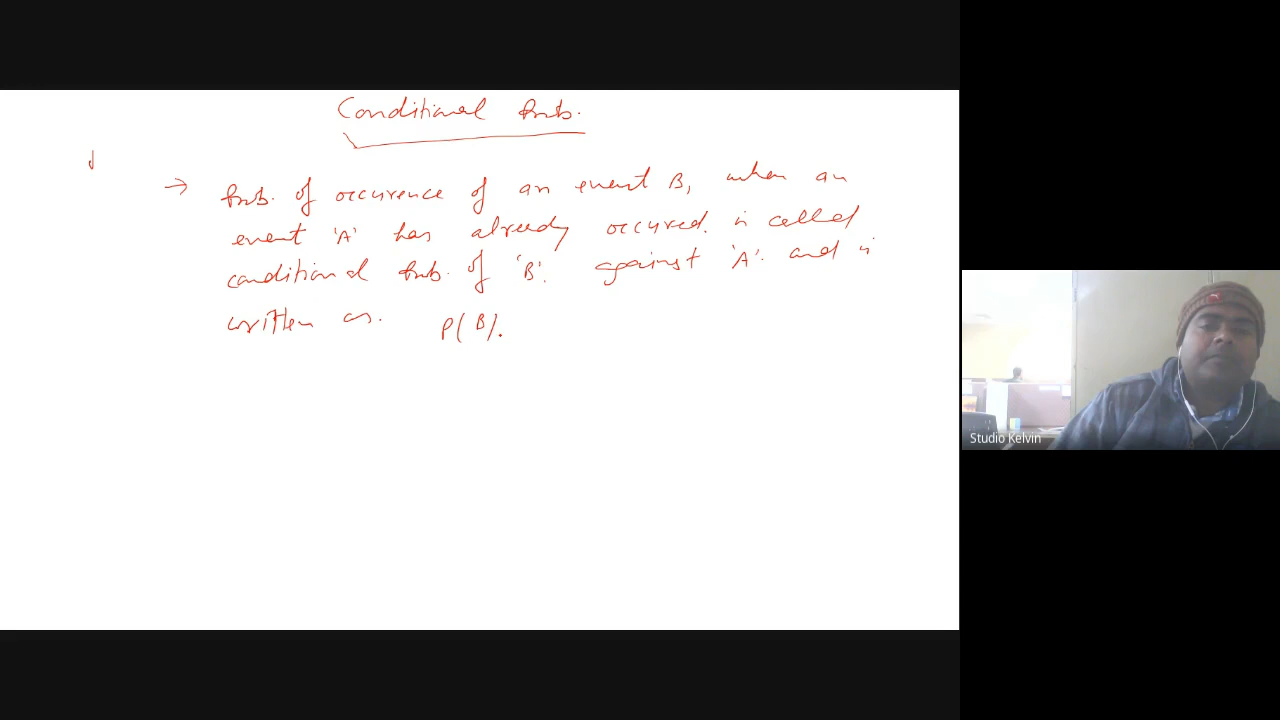 Conditional Prob.
→ Prob. of occurence of an event B, when an
event 'A' has already occured. is called
conditional Prob. of 'B'. against 'A'. and is
written as. P(B).
Studio Kelvin